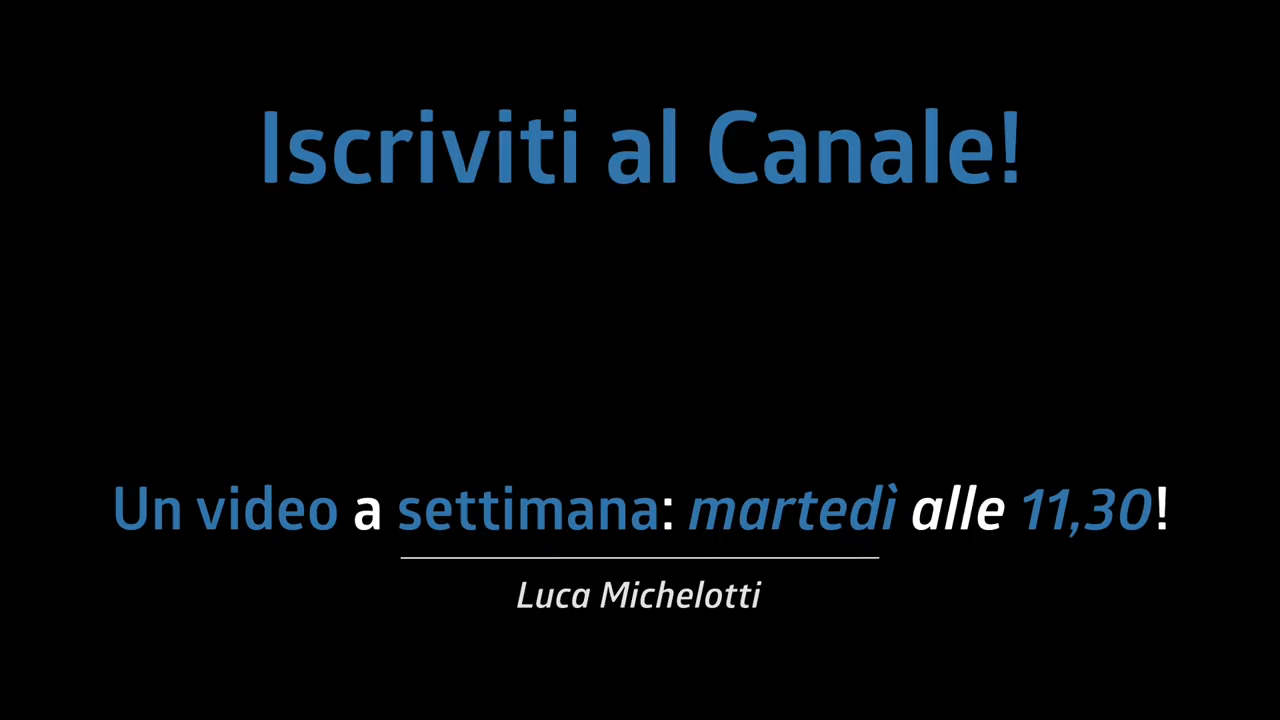 Iscriviti al Canale!
Un video a settimana: martedì alle 11,30!
Luca Michelotti